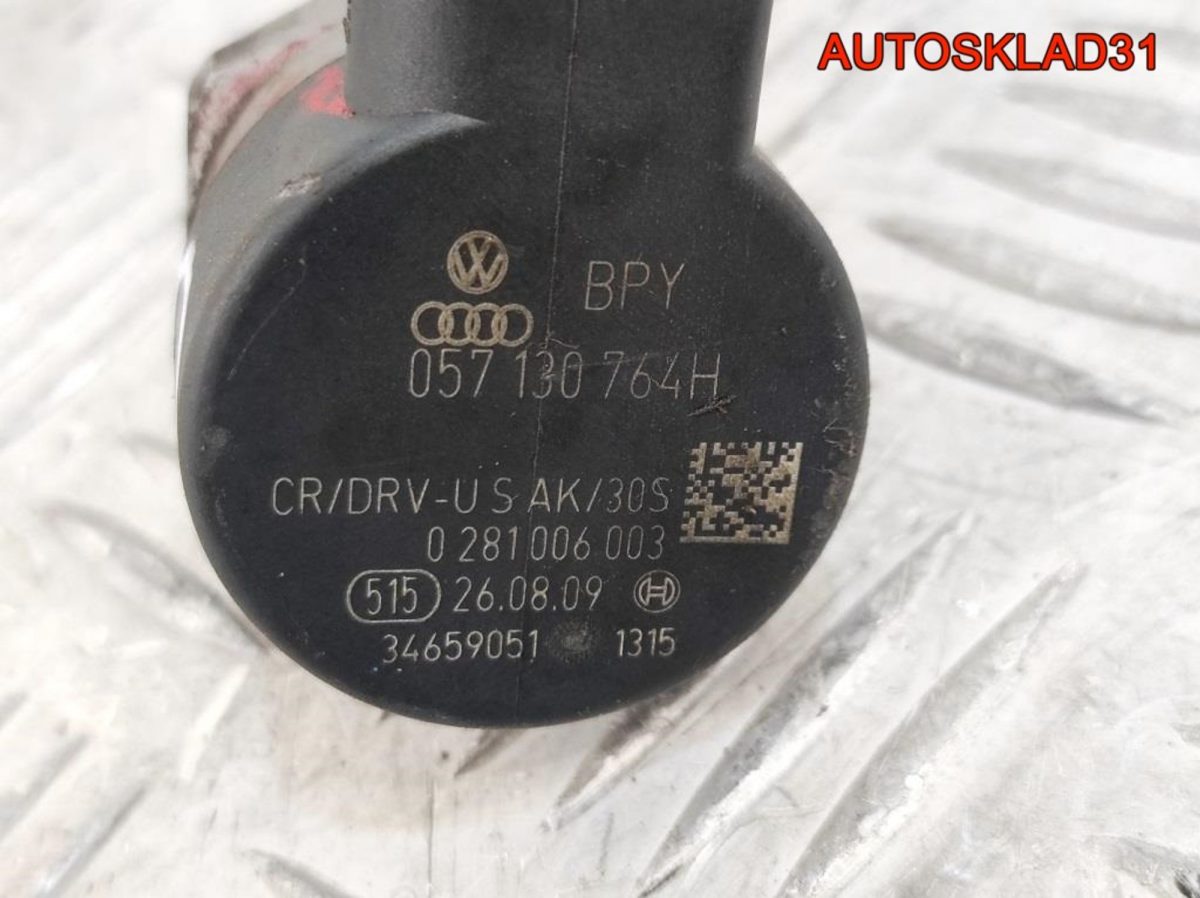 AUTOSKLAD31
BPY
057 130 764H
CR/DRV-U S AK/30S
0 281 006 003
515 26.08.09
34659051 1315